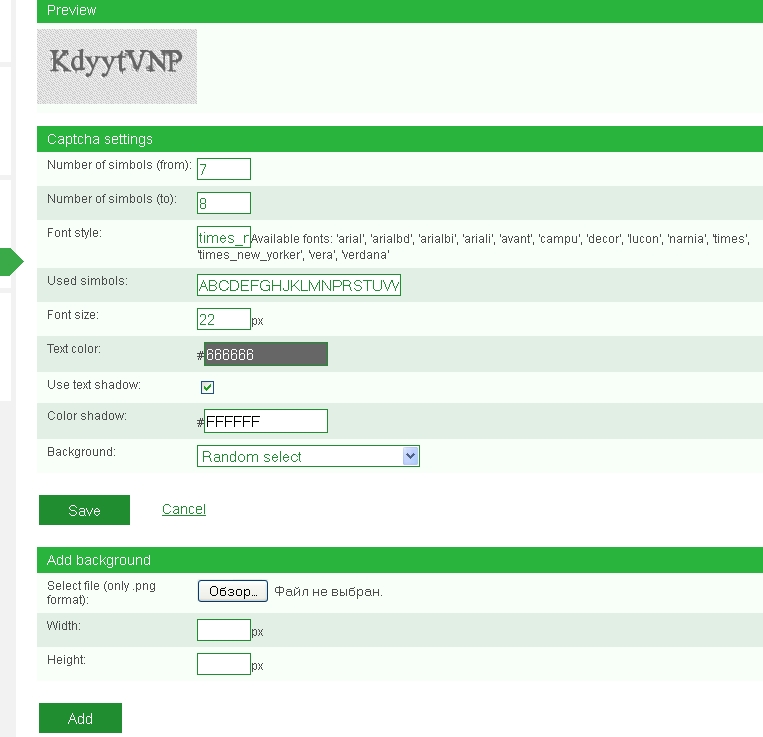 Preview
KdyytVNP
Captcha settings
Number of simbols (from): 7
Number of simbols (to): 8
Font style: times_r Available fonts: 'arial', 'arialbd', 'arialbi', 'ariali', 'avant', 'campu', 'decor', 'lucon', 'narnia', 'times',
'times_new_yorker', 'vera', 'verdana'
Used simbols: ABCDEFGHJKLMNPRSTUVV
Font size: 22 px
Text color: #666666
Use text shadow:
Color shadow: #FFFFFF
Background: Random select
Save Cancel
Add background
Select file (only .png
format): Обзор... Файл не выбран.
Width: px
Height: px
Add